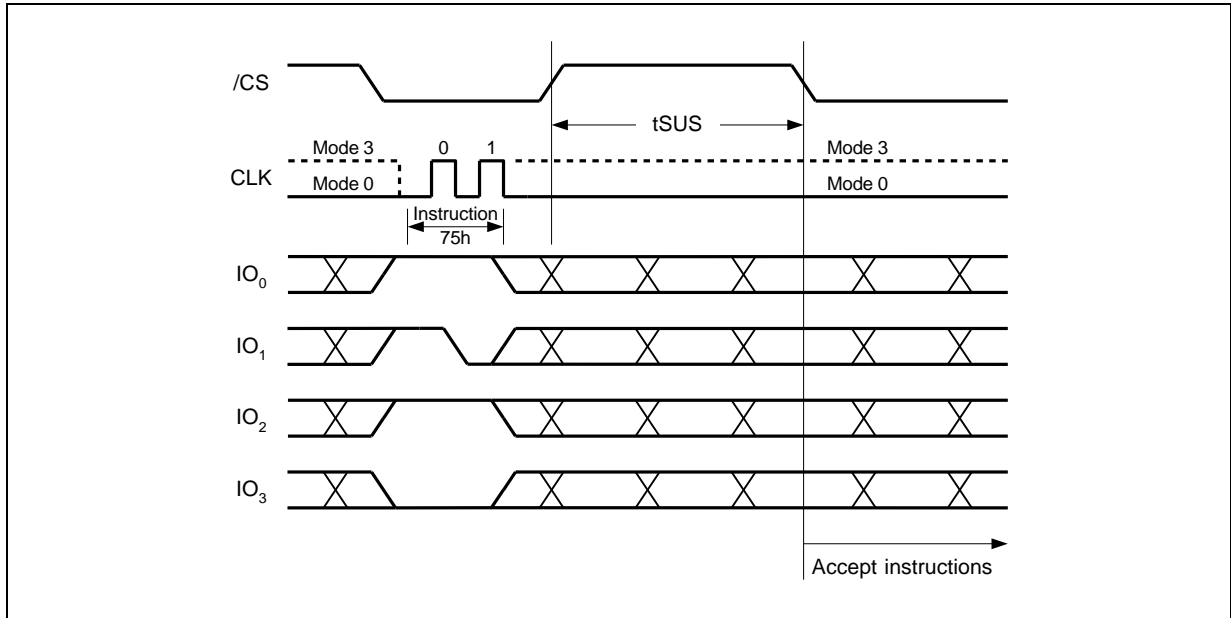 /CS
tSUS
Mode 3 0 1 Mode 3
CLK
Mode 0 Mode 0
Instruction
75h
IO0
IO1
IO2
IO3
Accept instructions